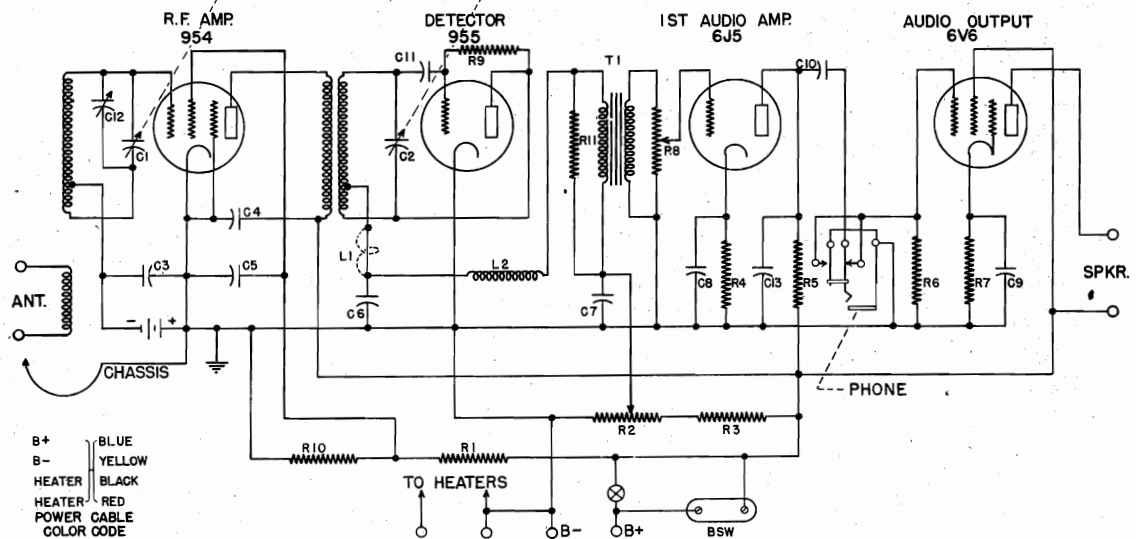 R.F. AMP.
954
DETECTOR
955
1ST AUDIO AMP.
6J5
AUDIO OUTPUT
6V6
C12
C1
C11
R9
C2
T1
R11
R8
C10
C4
L1
L2
C3
C5
C6
C7
C8
R4
C13
R5
R6
R7
C9
ANT.
SPKR.
- +
CHASSIS
PHONE
R2
R3
R10
R1
B+ BLUE
B- YELLOW
HEATER BLACK
HEATER RED
POWER CABLE
COLOR CODE
TO HEATERS
B-
B+
BSW